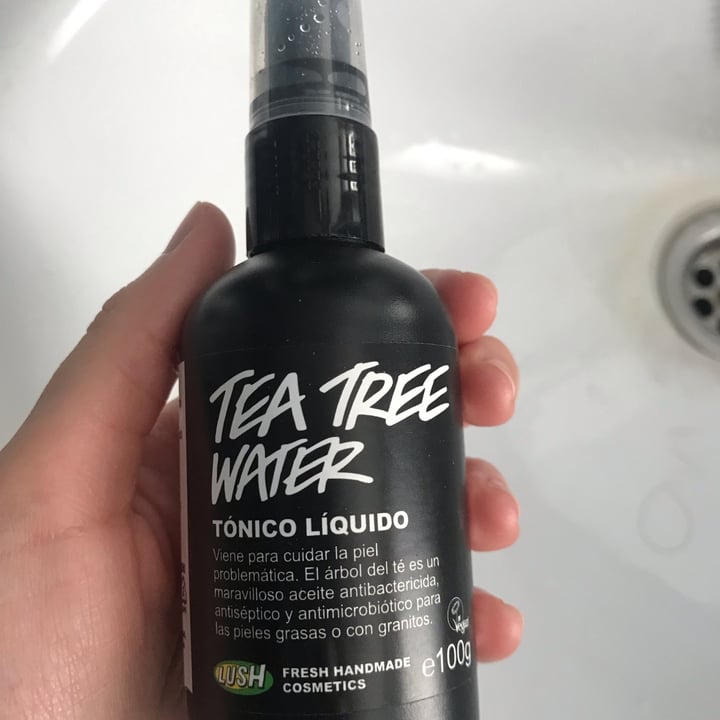 TEA TREE
WATER
TÓNICO LÍQUIDO
Viene para cuidar la piel
problemática. El árbol del té es un
maravilloso aceite antibactericida,
antiséptico y antimicrobiótico para
las pieles grasas o con granitos.
Vegan
LUSH
FRESH HANDMADE
COSMETICS
e100g